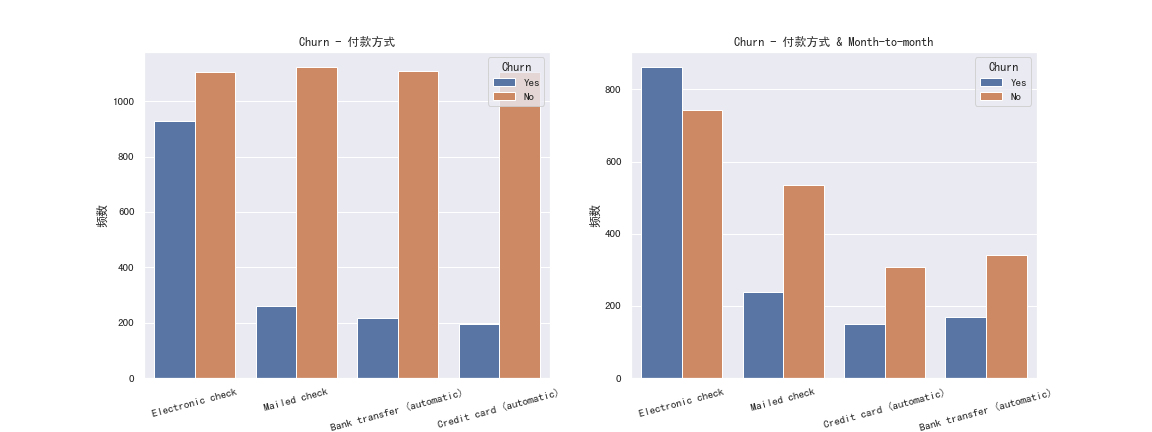 Churn - 付款方式
Churn
Yes
No
频数
1000
800
600
400
200
0
Electronic check
Mailed check
Bank transfer (automatic)
Credit card (automatic)
Churn - 付款方式 & Month-to-month
Churn
Yes
No
频数
800
600
400
200
0
Electronic check
Mailed check
Credit card (automatic)
Bank transfer (automatic)